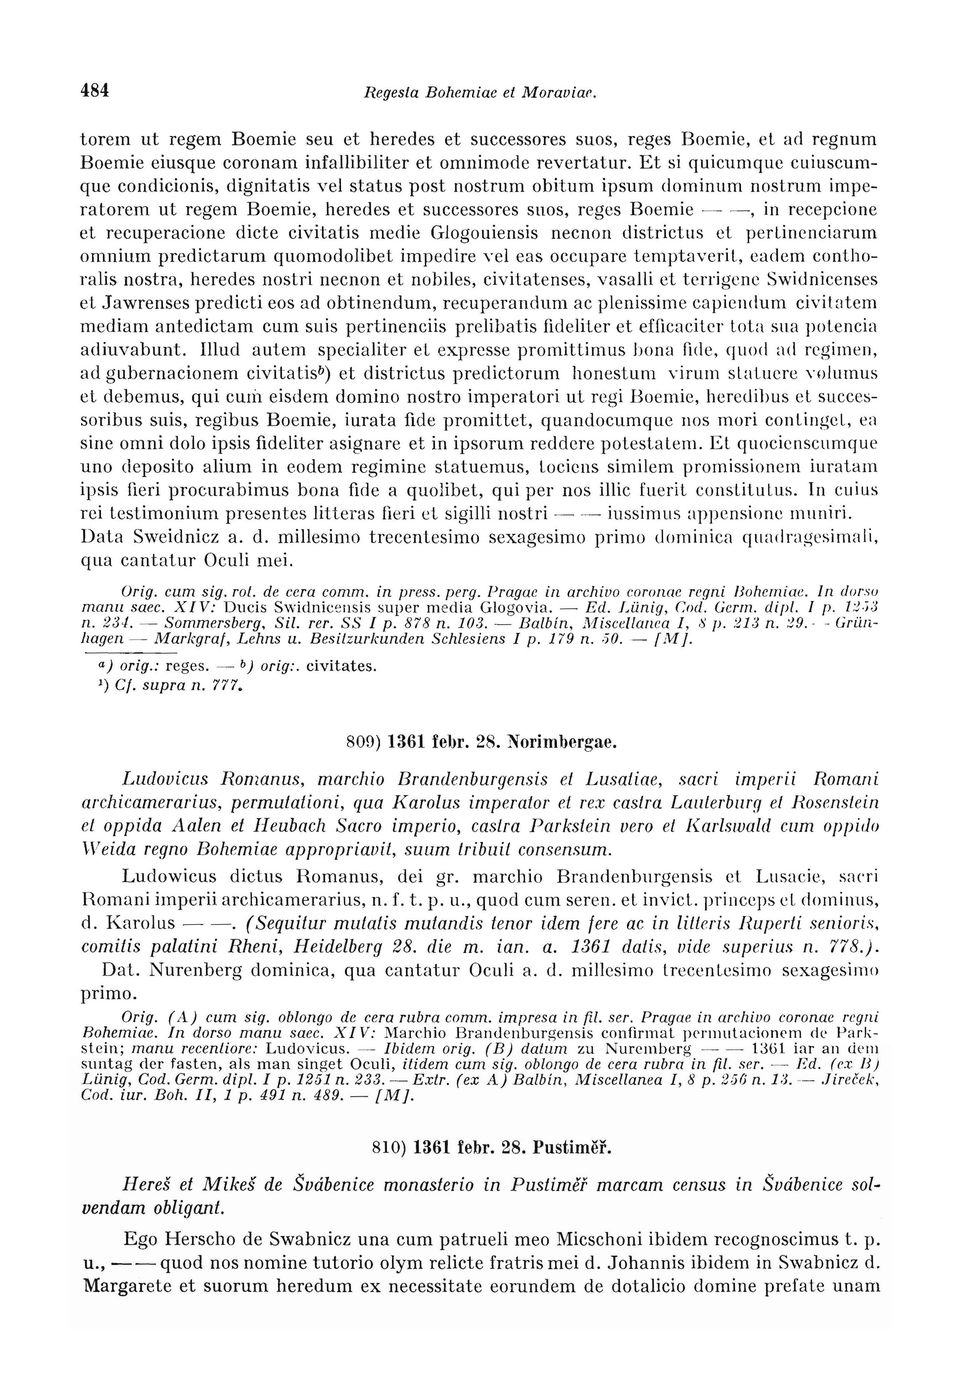 484 Regesta Bohemiae et Moraviae.
torem ut regem Boemie seu et heredes et successores suos, reges Boemie, et ad regnum
Boemie eiusque coronam infallibiliter et omnimode revertatur. Et si quicumque cuiuscum-
que condicionis, dignitatis vel status post nostrum obitum ipsum dominum nostrum impe-
ratorem ut regem Boemie, heredes et successores suos, reges Boemie — —, in recepcione
et recuperacione dicte civitatis medie Glogouiensis necnon districtus et pertinenciarum
omnium predictarum quomodolibet impedire vel eas occupare temptaverit, eadem contho-
ralis nostra, heredes nostri necnon et nobiles, civitatenses, vasalli et terrigene Swidnicenses
et Jawrenses predicti eos ad obtinendum, recuperandum ac plenissime capiendum civitatem
mediam antedictam cum suis pertinenciis prelibatis fideliter et efficaciter tota sua potencia
adiuvabunt. Illud autem specialiter et expresse promittimus bona fide, quod ad regimen,
ad gubernacionem civitatis b) et districtus predictorum honestum virum statuere volumus
et debemus, qui cum eisdem domino nostro imperatori ut regi Boemie, heredibus et succes-
soribus suis, regibus Boemie, iurata fide promittet, quandocumque nos mori continget, ea
sine omni dolo ipsis fideliter asignare et in ipsorum reddere potestatem. Et quocienscumque
uno deposito alium in eodem regimine statuemus, tociens similem promissionem iuratam
ipsis fieri procurabimus bona fide a quolibet, qui per nos illic fuerit constitutus. In cuius
rei testimonium presentes litteras fieri et sigilli nostri — — iussimus appensione muniri.
Data Sweidnicz a. d. millesimo trecentesimo sexagesimo primo dominica quadragesimali,
qua cantatur Oculi mei.
Orig. cum sig. rot. de cera comm. in press. perg. Pragae in archivo coronae regni Bohemiae. In dorso
manu saec. XIV: Ducis Swidnicensis super media Glogovia. — Ed. Lünig, Cod. Germ. dipl. I p. 1253
n. 234. — Sommersberg, Sil. rer. SS I p. 878 n. 103. — Balbín, Miscellanea I, 8 p. 213 n. 29. - - Grün-
hagen — Markgraf, Lehns u. Besitzurkunden Schlesiens I p. 179 n. 50. — [M].
a) orig.: reges. — b) orig:. civitates.
1) Cf. supra n. 777.
809) 1361 febr. 28. Norimbergae.
Ludovicus Romanus, marchio Brandenburgensis et Lusatiae, sacri imperii Romani
archicamerarius, permutationi, qua Karolus imperator et rex castra Lauterburg et Rosenstein
et oppida Aalen et Heubach Sacro imperio, castra Parkstein vero et Karlswald cum oppido
Weida regno Bohemiae appropriavit, suum tribuit consensum.
Ludowicus dictus Romanus, dei gr. marchio Brandenburgensis et Lusacie, sacri
Romani imperii archicamerarius, n. f. t. p. u., quod cum seren. et invict. princeps et dominus,
d. Karolus — —. (Sequitur mutatis mutandis tenor idem fere ac in litteris Ruperti senioris,
comitis palatini Rheni, Heidelberg 28. die m. ian. a. 1361 datis, vide superius n. 778.).
Dat. Nurenberg dominica, qua cantatur Oculi a. d. millesimo trecentesimo sexagesimo
primo.
Orig. (A) cum sig. oblongo de cera rubra comm. impresa in fil. ser. Pragae in archivo coronae regni
Bohemiae. In dorso manu saec. XIV: Marchio Brandenburgensis confirmat permutacionem de Park-
stein; manu recentiore: Ludovicus. — Ibidem orig. (B) datum zu Nuremberg — — 1361 iar an dem
suntag der fasten, als man singet Oculi, itidem cum sig. oblongo de cera rubra in fil. ser. — Ed. (ex B)
Lünig, Cod. Germ. dipl. I p. 1251 n. 233. — Extr. (ex A) Balbín, Miscellanea I, 8 p. 256 n. 13. — Jireček,
Cod. iur. Boh. II, 1 p. 491 n. 489. — [M].
810) 1361 febr. 28. Pustiměř.
Hereš et Mikeš de Švábenice monasterio in Pustiměř marcam census in Švábenice sol-
vendam obligant.
Ego Herscho de Swabnicz una cum patrueli meo Micschoni ibidem recognoscimus t. p.
u., — — quod nos nomine tutorio olym relicte fratris mei d. Johannis ibidem in Swabnicz d.
Margarete et suorum heredum ex necessitate eorundem de dotalicio domine prefate unam